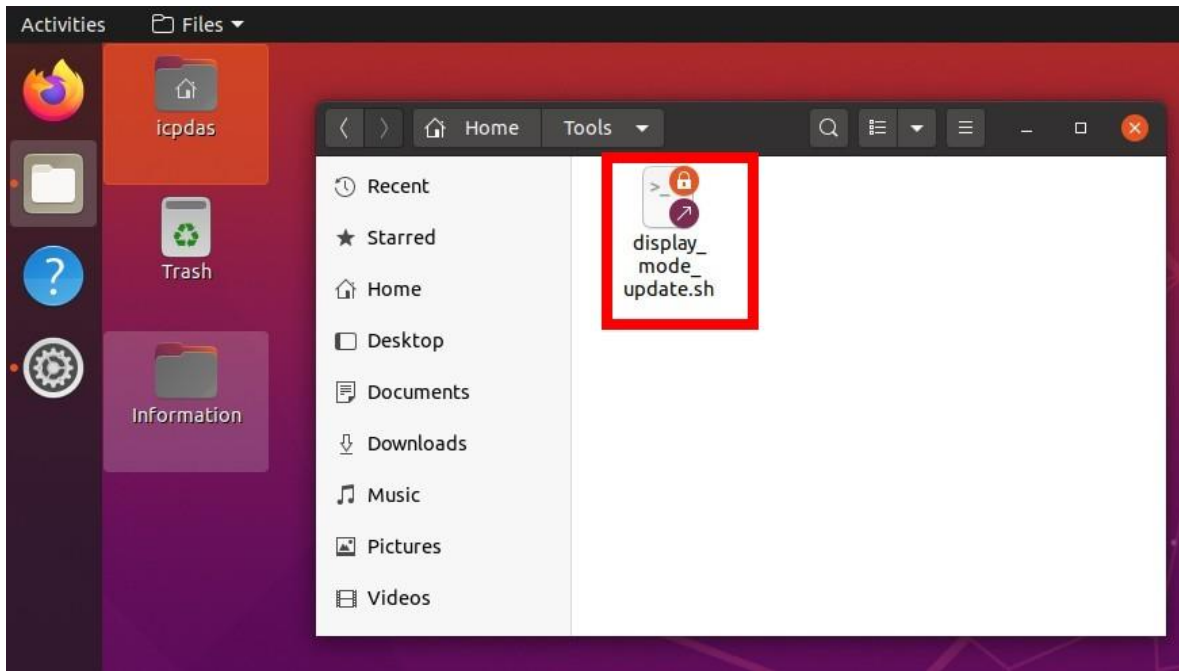 Activities
Files
icpdas
Trash
Information
Home
Tools
Recent
Starred
Home
Desktop
Documents
Downloads
Music
Pictures
Videos
>_
display_
mode_
update.sh
?